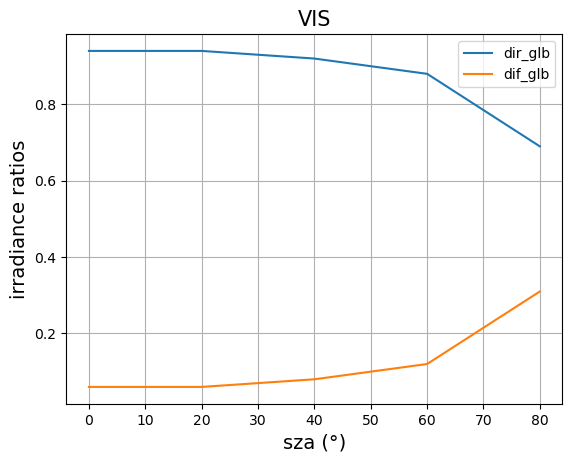 VIS
dir_glb
dif_glb
irradiance ratios
0.8
0.6
0.4
0.2
0 10 20 30 40 50 60 70 80
sza (°)